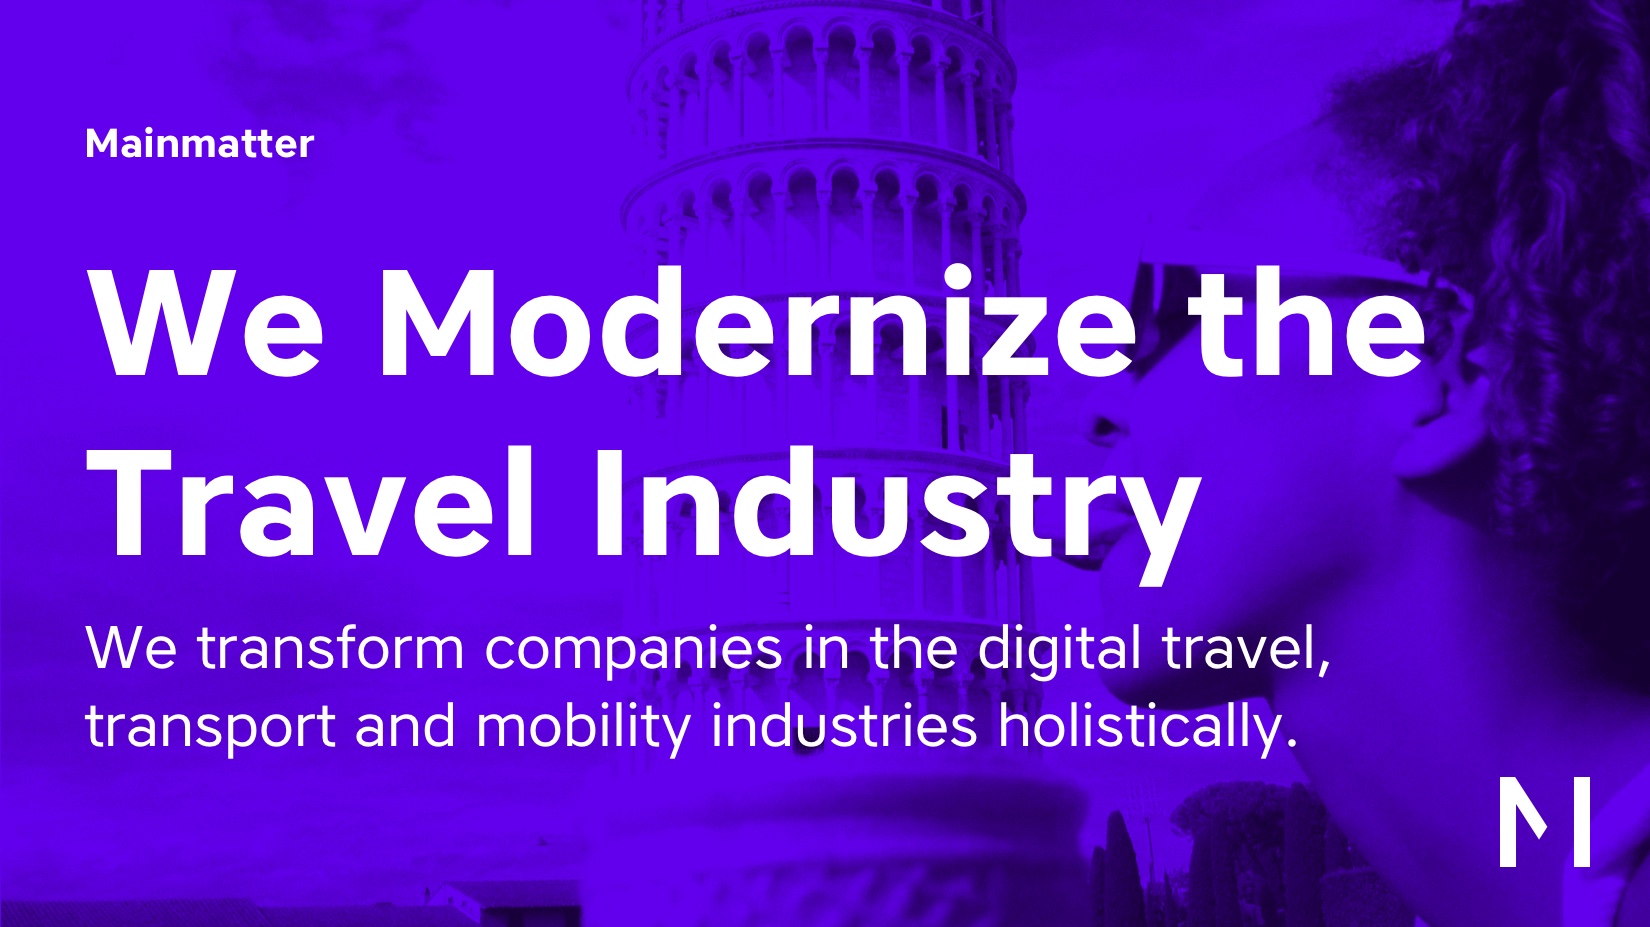 Mainmatter
We Modernize the
Travel Industry
We transform companies in the digital travel,
transport and mobility industries holistically.